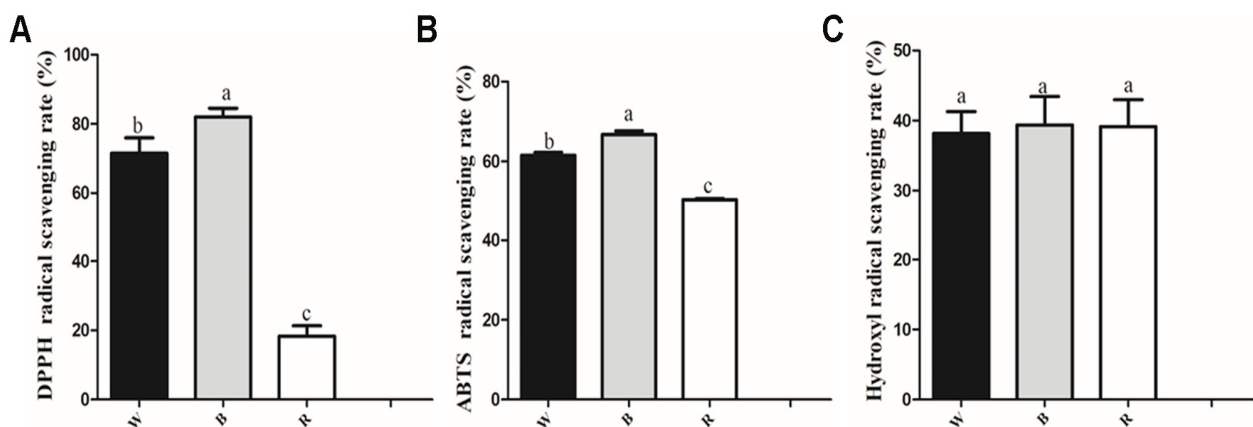 A
DPPH radical scavenging rate (%)
100
80
60
40
20
0
b
a
c
W
B
R
B
ABTS radical scavenging rate (%)
80
60
40
20
0
b
a
c
W
B
R
C
Hydroxyl radical scavenging rate (%)
50
40
30
20
10
0
a
a
a
W
B
R